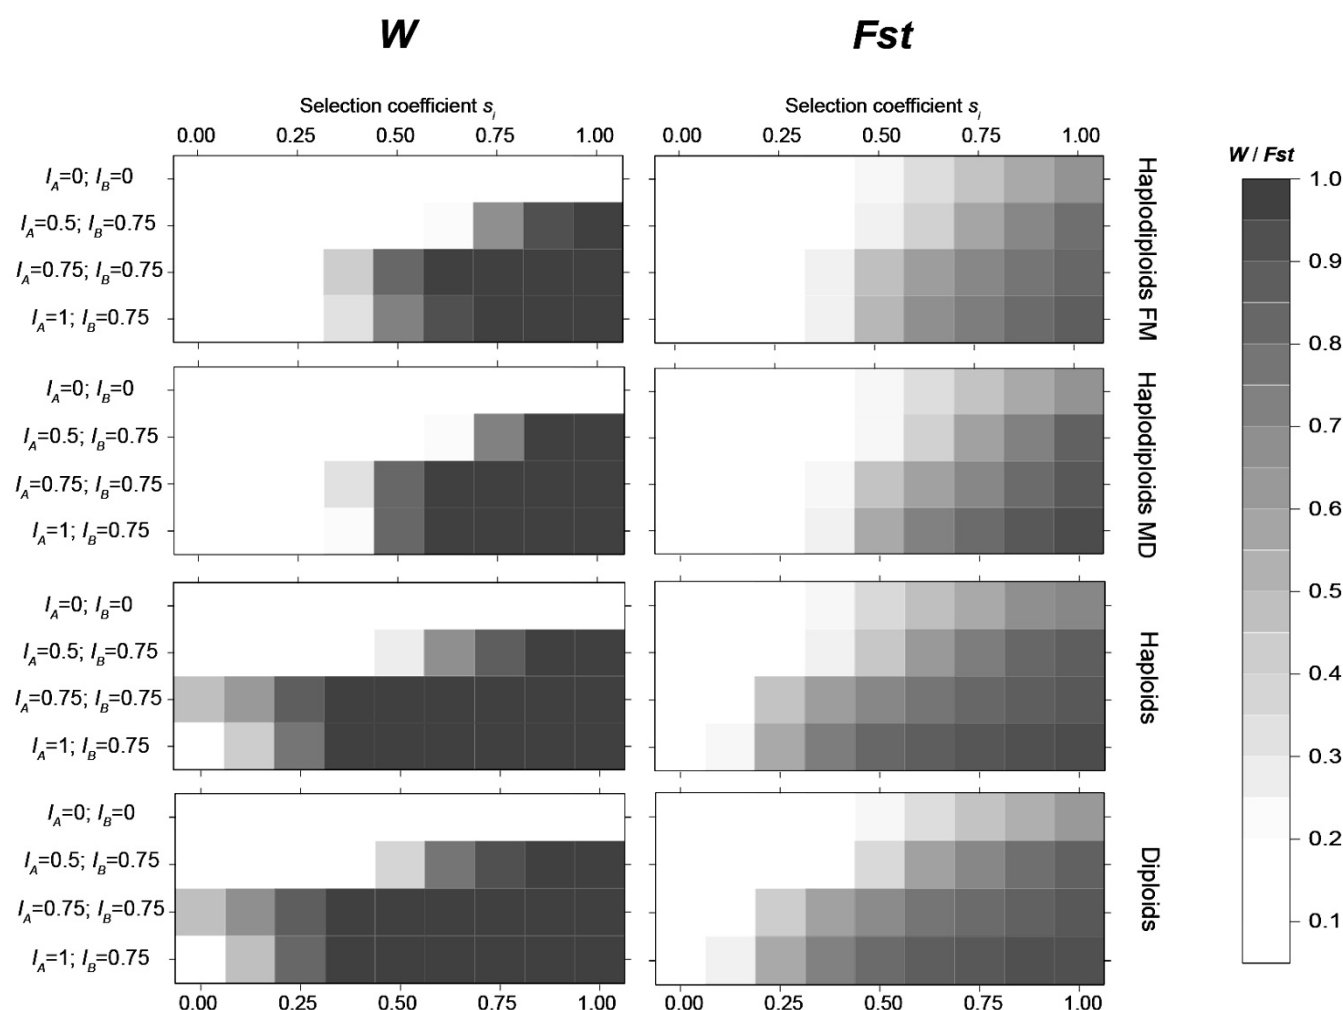 W Fst
Selection coefficient s_i Selection coefficient s_i
0.00 0.25 0.50 0.75 1.00 0.00 0.25 0.50 0.75 1.00
W / Fst
I_A=0; I_B=0
I_A=0.5; I_B=0.75
I_A=0.75; I_B=0.75
I_A=1; I_B=0.75
Haplodiploids FM
I_A=0; I_B=0
I_A=0.5; I_B=0.75
I_A=0.75; I_B=0.75
I_A=1; I_B=0.75
Haplodiploids MD
I_A=0; I_B=0
I_A=0.5; I_B=0.75
I_A=0.75; I_B=0.75
I_A=1; I_B=0.75
Haploids
I_A=0; I_B=0
I_A=0.5; I_B=0.75
I_A=0.75; I_B=0.75
I_A=1; I_B=0.75
Diploids
0.00 0.25 0.50 0.75 1.00 0.00 0.25 0.50 0.75 1.00
1.0
0.9
0.8
0.7
0.6
0.5
0.4
0.3
0.2
0.1